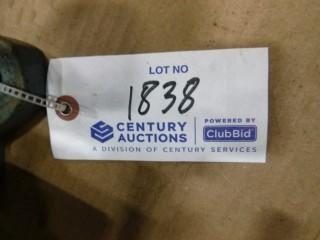 LOT NO
1838
CENTURY AUCTIONS
POWERED BY
ClubBid
A DIVISION OF CENTURY SERVICES